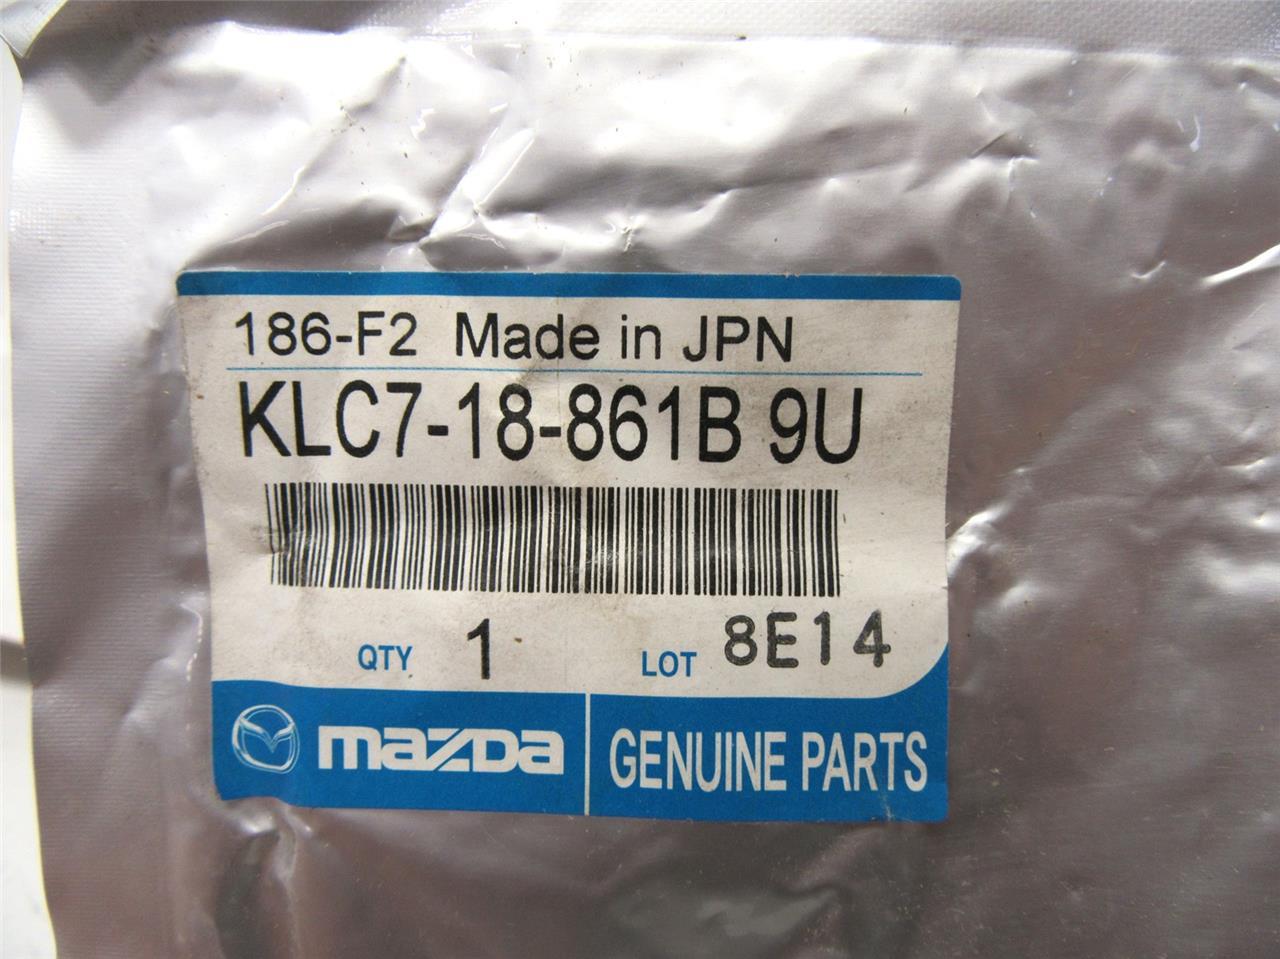 186-F2 Made in JPN
KLC7-18-861B 9U
QTY 1 LOT 8E14
mazda GENUINE PARTS